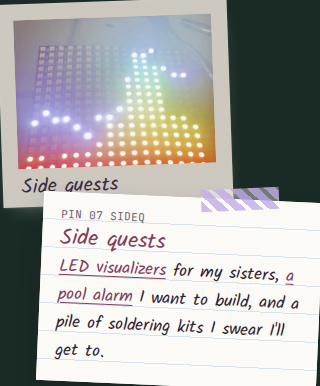 Side quests
PIN 07 SIDEQ
Side quests
LED visualizers for my sisters, a
pool alarm I want to build, and a
pile of soldering kits I swear I'll
get to.